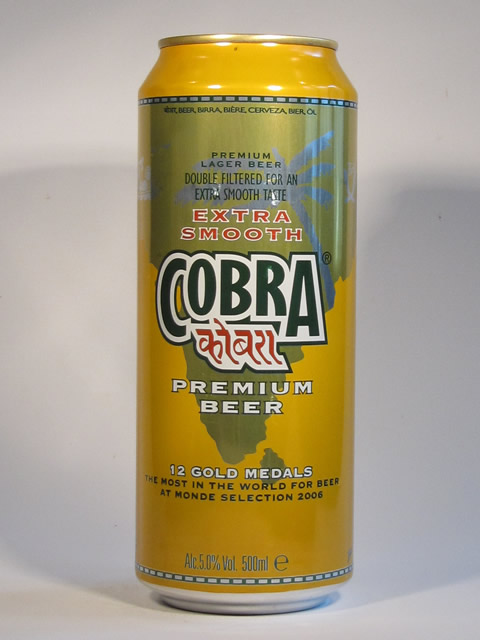 बीयर, BEER, BIRRA, BIÈRE, CERVEZA, BIER, ÖL
PREMIUM
LAGER BEER
DOUBLE FILTERED FOR AN
EXTRA SMOOTH TASTE
EXTRA
SMOOTH
COBRA®
कोबरा
PREMIUM
BEER
12 GOLD MEDALS
THE MOST IN THE WORLD FOR BEER
AT MONDE SELECTION 2006
Alc. 5.0% Vol. 500ml ℮